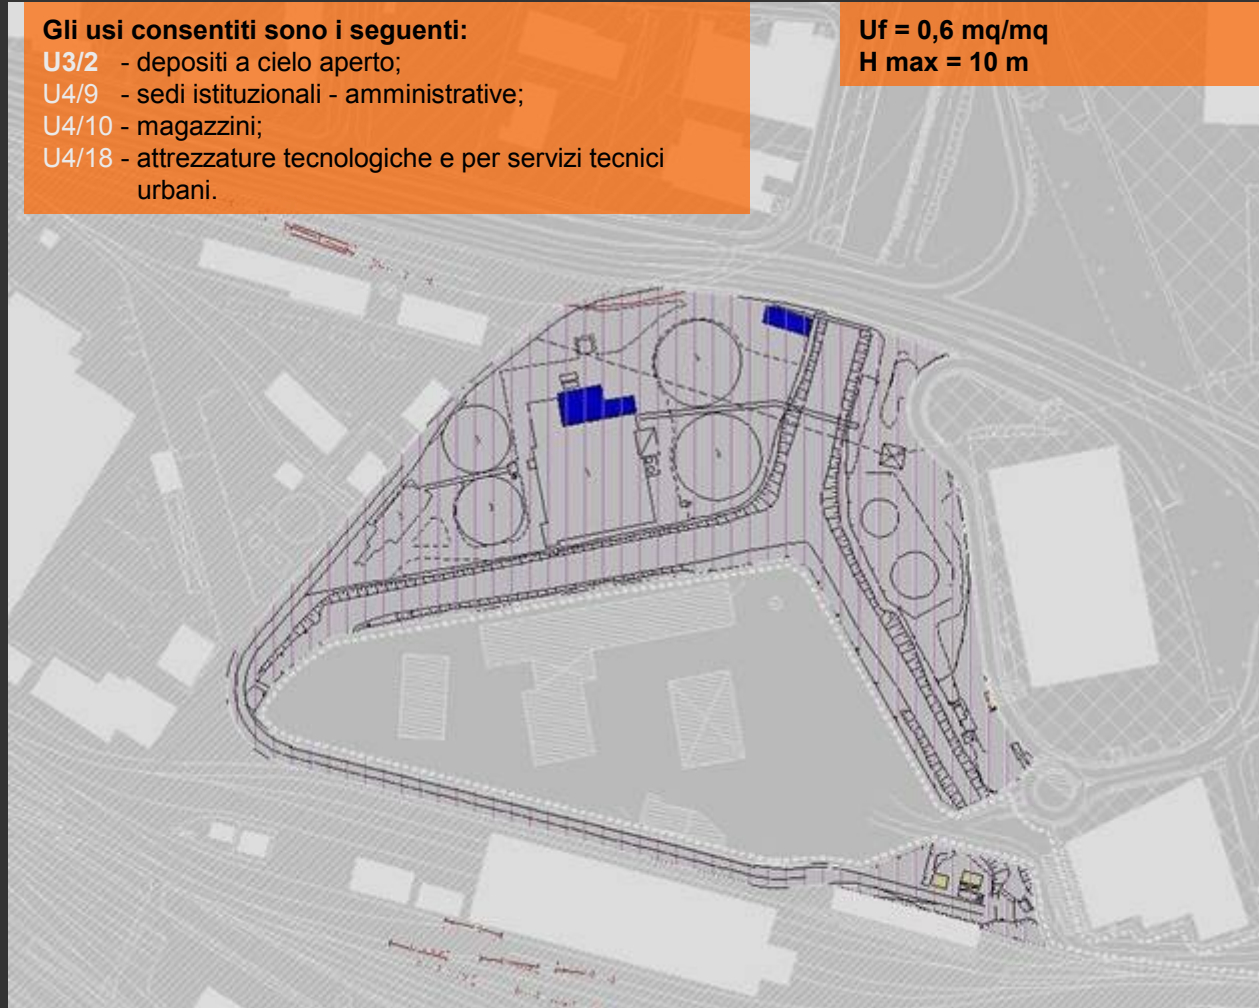 Gli usi consentiti sono i seguenti:
U3/2 - depositi a cielo aperto;
U4/9 - sedi istituzionali - amministrative;
U4/10 - magazzini;
U4/18 - attrezzature tecnologiche e per servizi tecnici
urbani.
Uf = 0,6 mq/mq
H max = 10 m